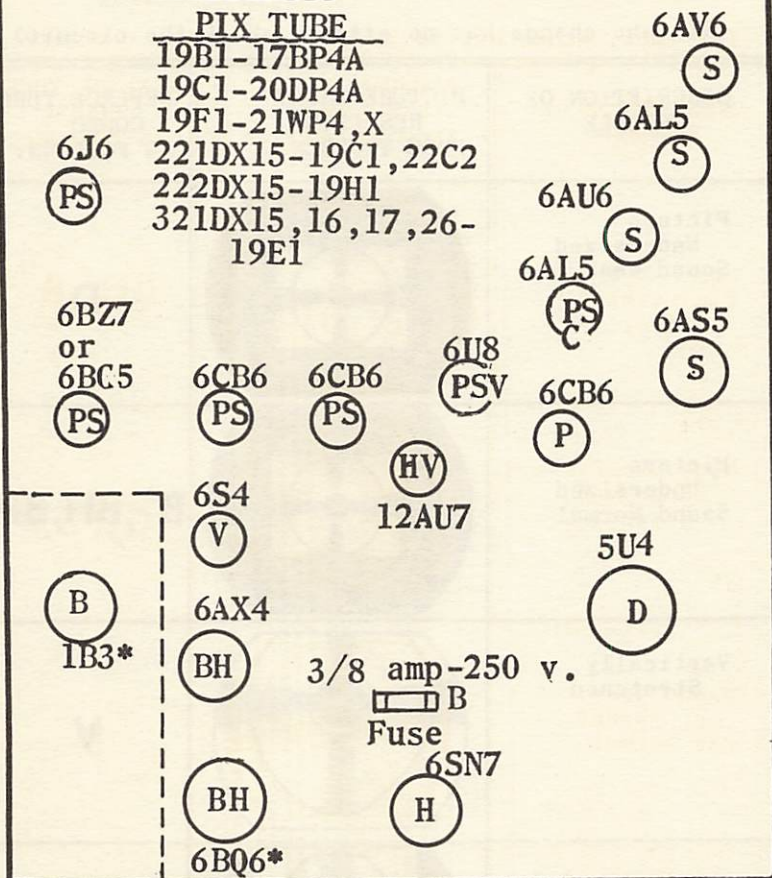 PIX TUBE
19B1-17BP4A
19C1-20DP4A
19F1-21WP4,X
221DX15-19C1,22C2
222DX15-19H1
321DX15,16,17,26-
19E1
6AV6
S
6AL5
S
6J6
PS
6AU6
S
6AL5
PS
C
6AS5
S
6BZ7
or
6BC5
PS
6CB6
PS
6CB6
PS
6U8
PSV
6CB6
P
HV
12AU7
6S4
V
5U4
D
B
1B3*
6AX4
BH
3/8 amp-250 v.
B
Fuse
6SN7
H
BH
6BQ6*